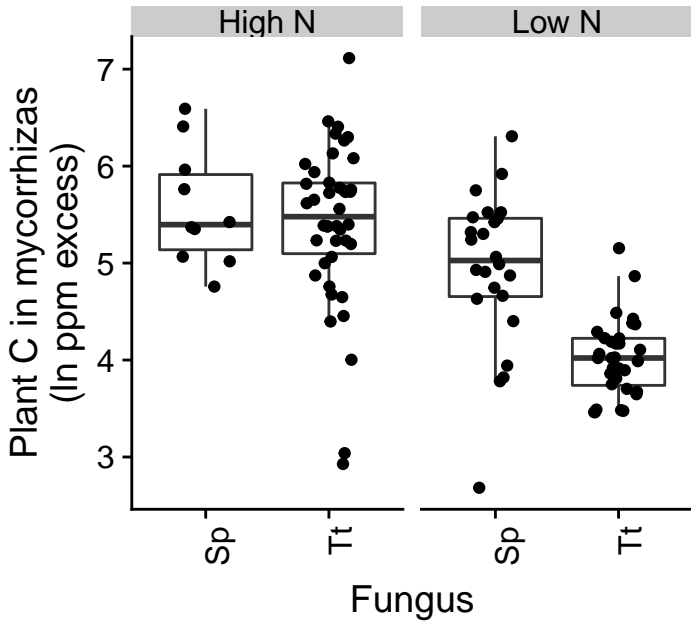 High N
Low N
Plant C in mycorrhizas
(ln ppm excess)
7
6
5
4
3
Sp
Tt
Sp
Tt
Fungus